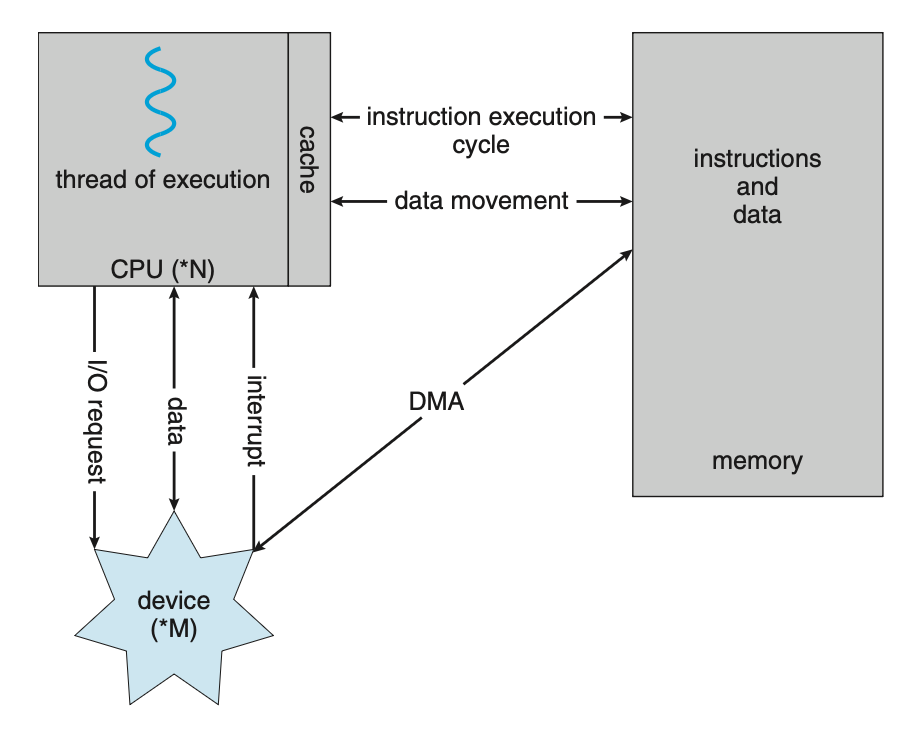 thread of execution
cache
CPU (*N)
instruction execution
cycle
data movement
instructions
and
data
memory
I/O request
data
interrupt
DMA
device
(*M)